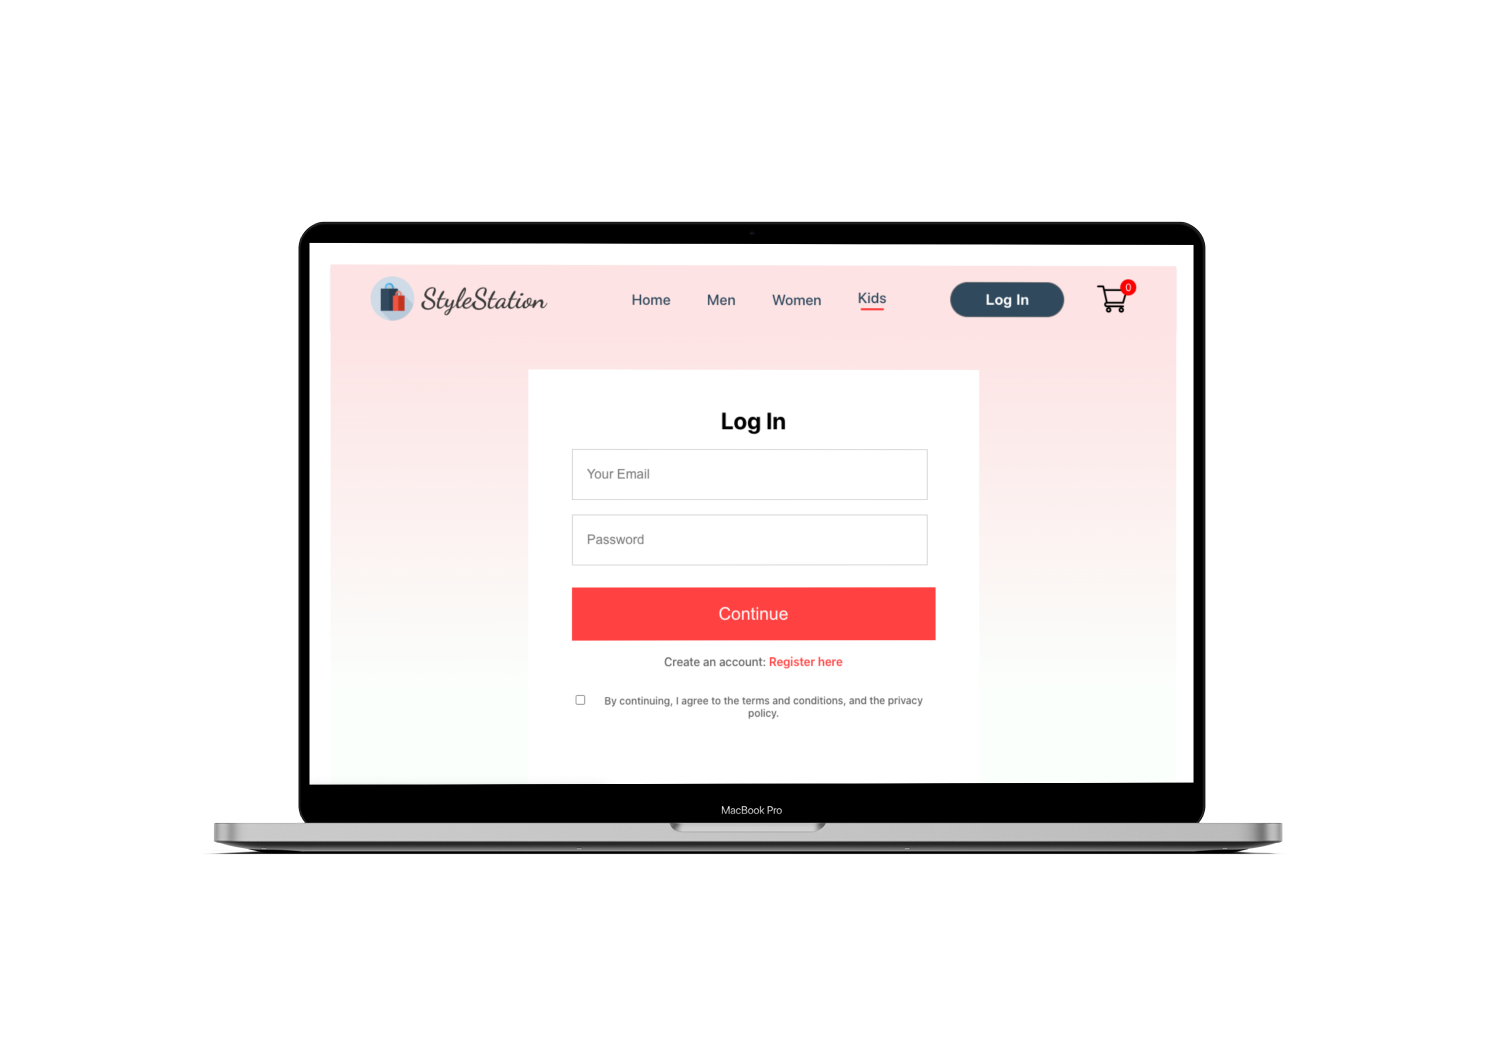 StyleStation
Home
Men
Women
Kids
Log In
0
Log In
Your Email
Password
Continue
Create an account: Register here
By continuing, I agree to the terms and conditions, and the privacy
policy.
MacBook Pro